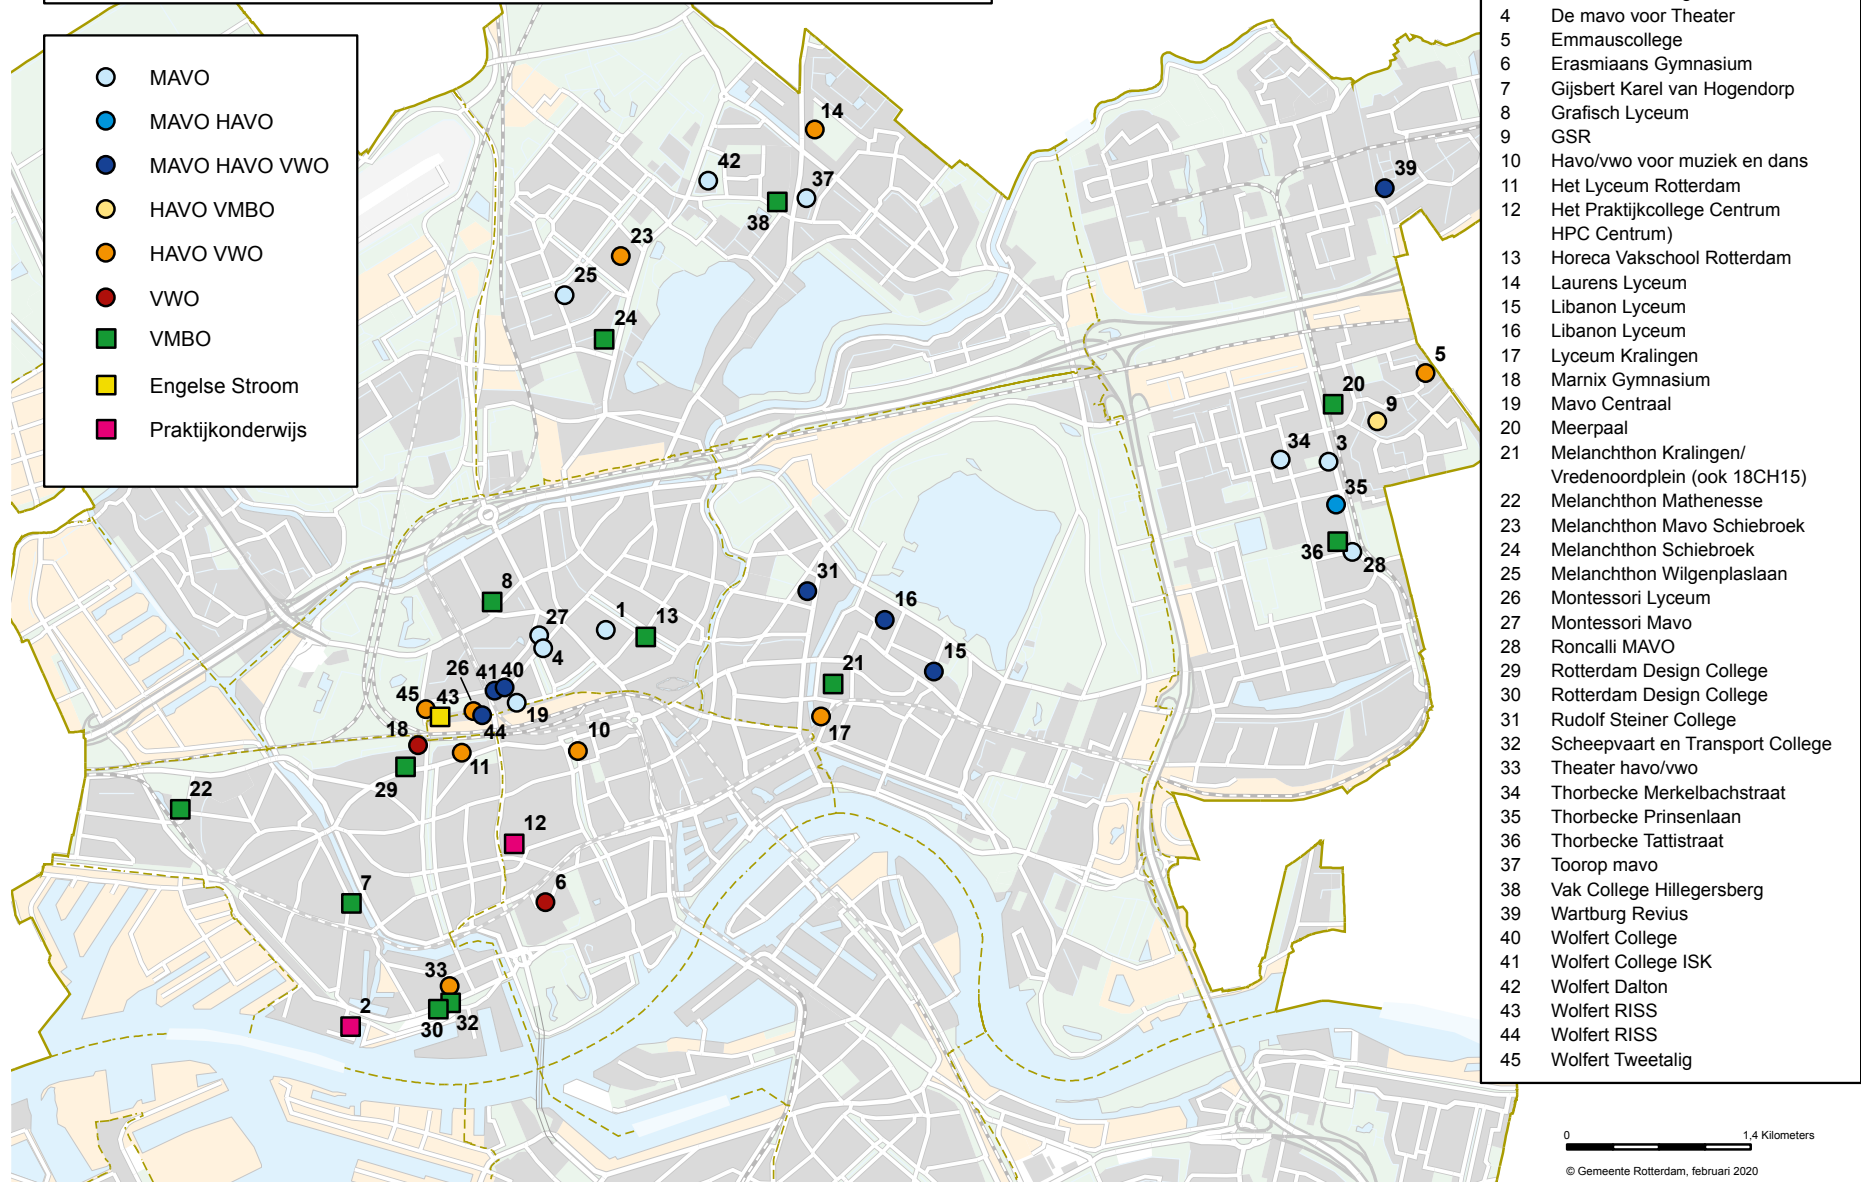 MAVO
MAVO HAVO
MAVO HAVO VWO
HAVO VMBO
HAVO VWO
VWO
VMBO
Engelse Stroom
Praktijkonderwijs
14
42
37
39
38
23
25
24
5
20
9
34
3
35
36
28
31
8
16
27
1
13
4
15
26
41
40
21
45
43
19
44
18
10
17
11
29
22
12
7
6
33
2
30
32
4 De mavo voor Theater
5 Emmauscollege
6 Erasmiaans Gymnasium
7 Gijsbert Karel van Hogendorp
8 Grafisch Lyceum
9 GSR
10 Havo/vwo voor muziek en dans
11 Het Lyceum Rotterdam
12 Het Praktijkcollege Centrum
HPC Centrum)
13 Horeca Vakschool Rotterdam
14 Laurens Lyceum
15 Libanon Lyceum
16 Libanon Lyceum
17 Lyceum Kralingen
18 Marnix Gymnasium
19 Mavo Centraal
20 Meerpaal
21 Melanchthon Kralingen/
Vredenoordplein (ook 18CH15)
22 Melanchthon Mathenesse
23 Melanchthon Mavo Schiebroek
24 Melanchthon Schiebroek
25 Melanchthon Wilgenplaslaan
26 Montessori Lyceum
27 Montessori Mavo
28 Roncalli MAVO
29 Rotterdam Design College
30 Rotterdam Design College
31 Rudolf Steiner College
32 Scheepvaart en Transport College
33 Theater havo/vwo
34 Thorbecke Merkelbachstraat
35 Thorbecke Prinsenlaan
36 Thorbecke Tattistraat
37 Toorop mavo
38 Vak College Hillegersberg
39 Wartburg Revius
40 Wolfert College
41 Wolfert College ISK
42 Wolfert Dalton
43 Wolfert RISS
44 Wolfert RISS
45 Wolfert Tweetalig
0 1,4 Kilometers
© Gemeente Rotterdam, februari 2020